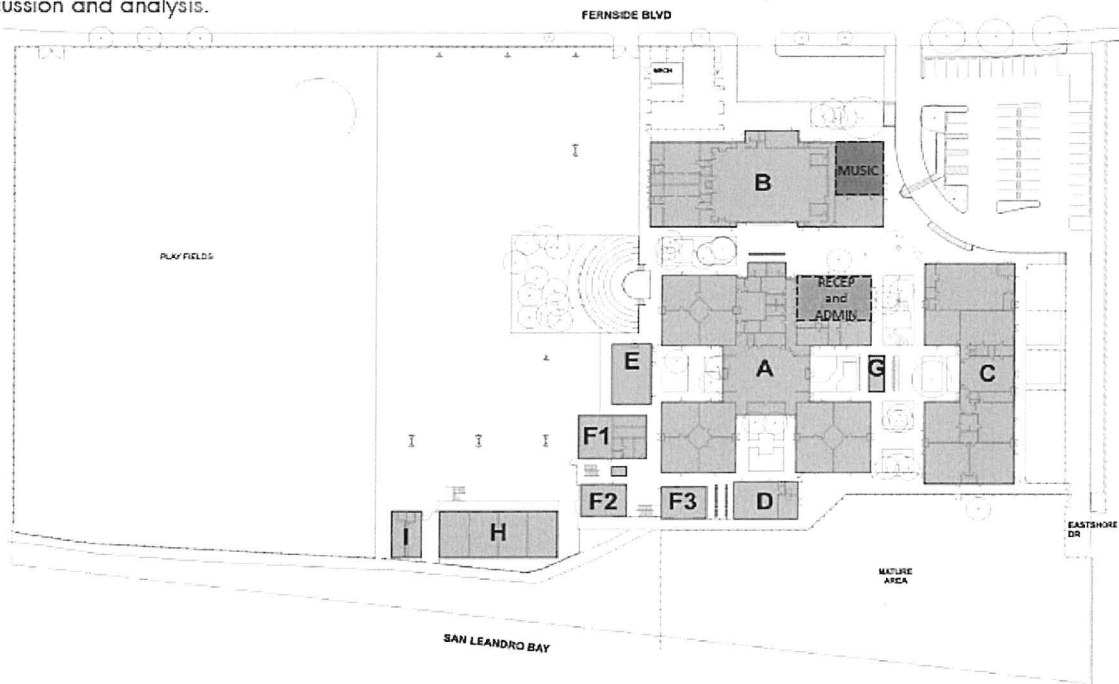 ussion and analysis.
FERNSIDE BLVD
MECH
MUSIC
B
PLAY FIELDS
RECEP
and
ADMIN
E
A
G
C
F1
F2
F3
D
I
H
EASTSHORE
DR
MATURE
AREA
SAN LEANDRO BAY